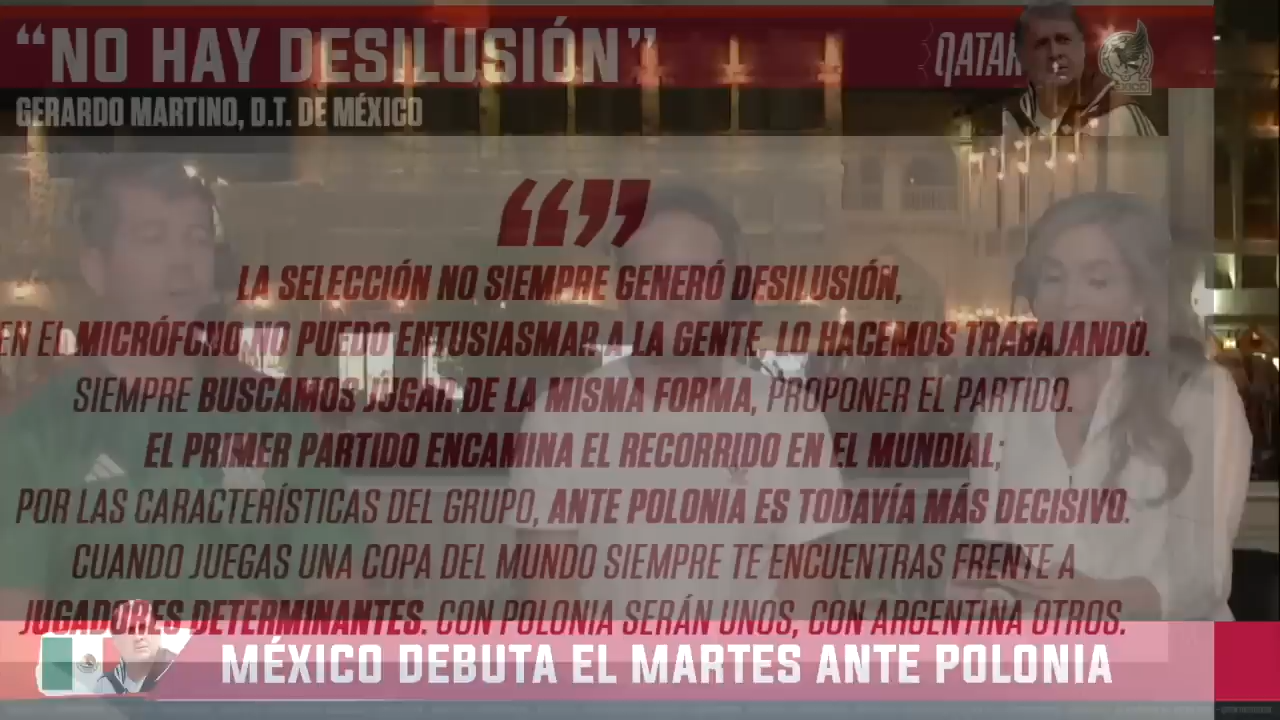 “NO HAY DESILUSIÓN”
QATAR
GERARDO MARTINO, D.T. DE MÉXICO
LA SELECCIÓN NO SIEMPRE GENERÓ DESILUSIÓN,
EN EL MICRÓFONO NO PUEDO ENTUSIASMAR A LA GENTE, LO HACEMOS TRABAJANDO.
SIEMPRE BUSCAMOS JUGAR DE LA MISMA FORMA, PROPONER EL PARTIDO.
EL PRIMER PARTIDO ENCAMINA EL RECORRIDO EN EL MUNDIAL;
POR LAS CARACTERÍSTICAS DEL GRUPO, ANTE POLONIA ES TODAVÍA MÁS DECISIVO.
CUANDO JUEGAS UNA COPA DEL MUNDO SIEMPRE TE ENCUENTRAS FRENTE A
JUGADORES DETERMINANTES. CON POLONIA SERÁN UNOS, CON ARGENTINA OTROS.
MÉXICO DEBUTA EL MARTES ANTE POLONIA